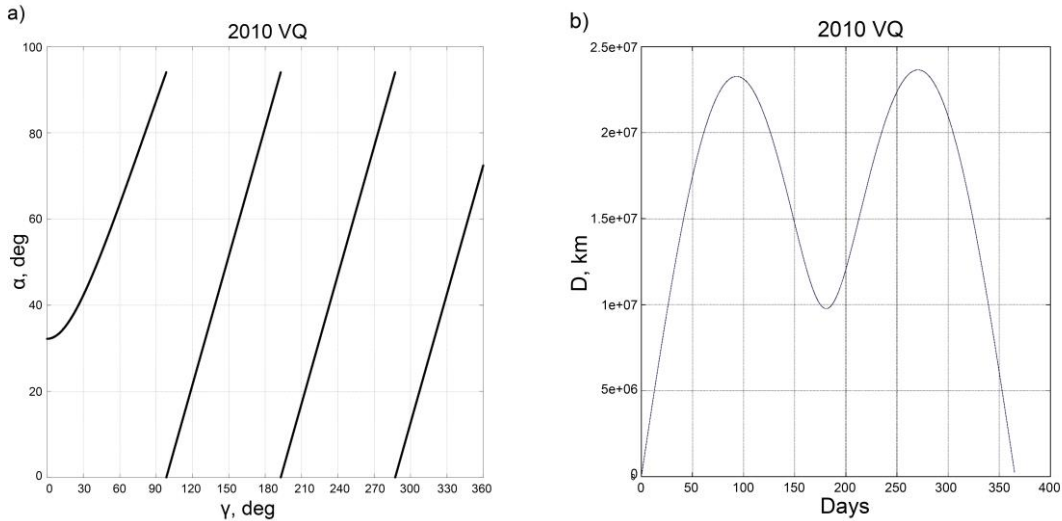 a)
2010 VQ
100
80
60
40
20
0
α, deg
0 30 60 90 120 150 180 210 240 270 300 330 360
γ, deg
b)
2010 VQ
2.5e+07
2e+07
1.5e+07
1e+07
5e+06
0
D, km
0 50 100 150 200 250 300 350 400
Days